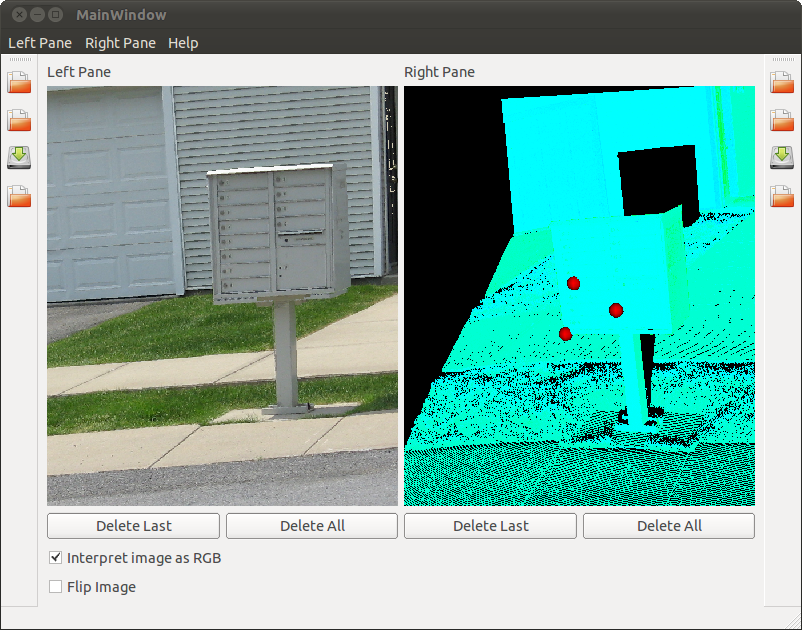 MainWindow
Left Pane Right Pane Help
Left Pane Right Pane
Delete Last Delete All Delete Last Delete All
Interpret image as RGB
Flip Image